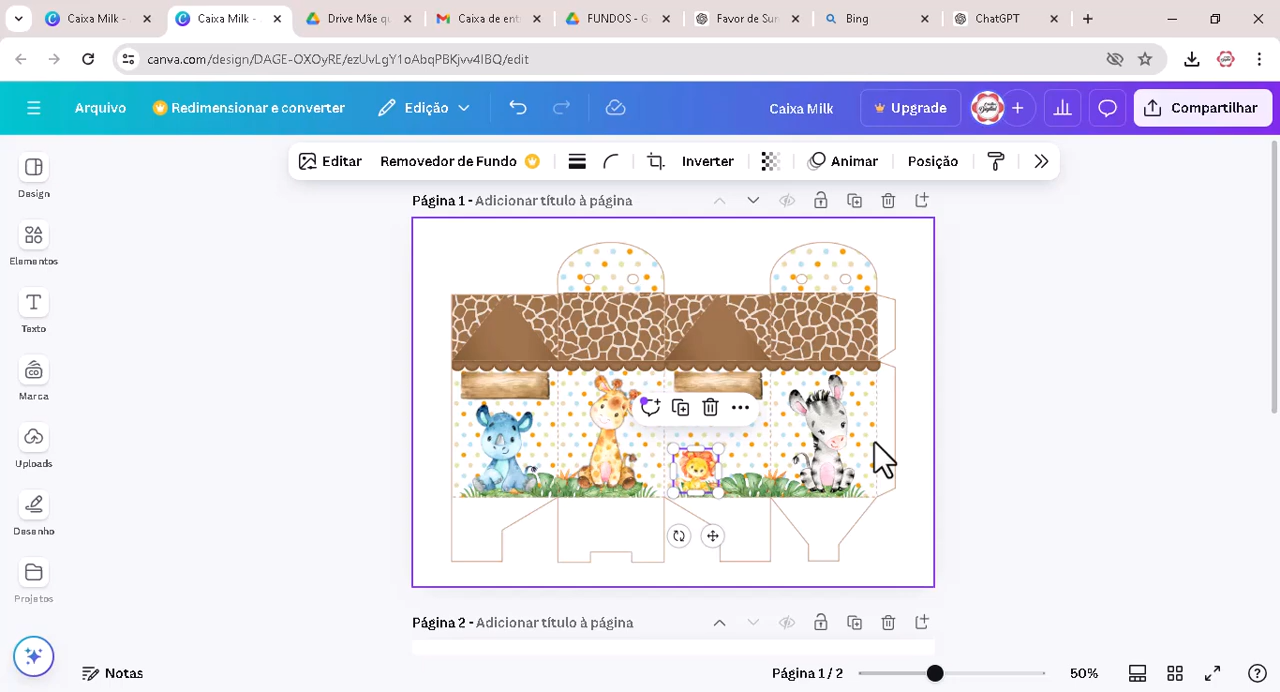 Caixa Milk -
Caixa Milk -
Drive Mãe qu
Caixa de ent
FUNDOS - G
Favor de Sur
Bing
ChatGPT
canva.com/design/DAGE-OXOyRE/ezUvLgY1oAbqPBKjvv4IBQ/edit
Arquivo
Redimensionar e converter
Edição
Caixa Milk
Upgrade
Compartilhar
Editar
Removedor de Fundo
Inverter
Animar
Posição
Design
Elementos
Texto
Marca
Uploads
Desenho
Projetos
Página 1 - Adicionar título à página
Página 2 - Adicionar título à página
Notas
Página 1 / 2
50%